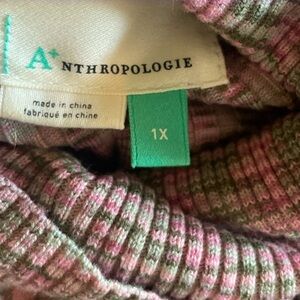 A+NTHROPOLOGIE
made in china
fabriqué en chine
1X